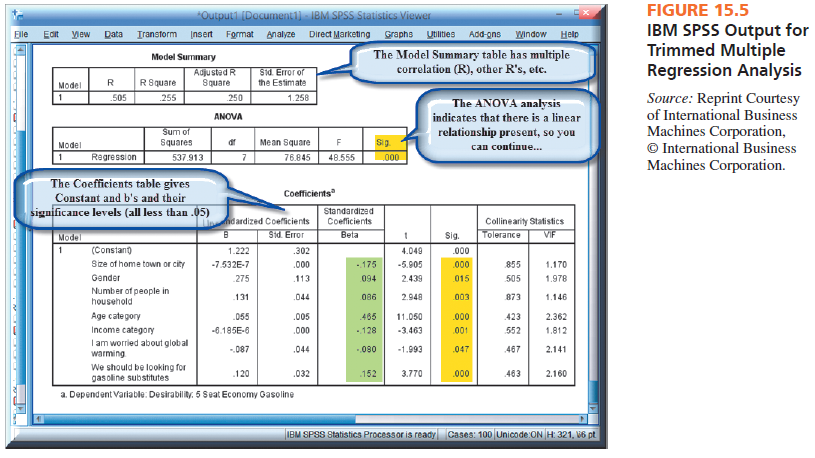 *Output1 [Document1] - IBM SPSS Statistics Viewer
File Edit View Data Transform Insert Format Analyze Direct Marketing Graphs Utilities Add-ons Window Help
Model Summary
Model R R Square Adjusted R Square Std. Error of the Estimate
1 .505 .255 .250 1.258
The Model Summary table has multiple
correlation (R), other R's, etc.
ANOVA
Model Sum of Squares df Mean Square F Sig.
1 Regression 537.913 7 76.845 48.555 .000
The ANOVA analysis
indicates that there is a linear
relationship present, so you
can continue...
The Coefficients table gives
Constant and b's and their
significance levels (all less than .05)
Coefficientsª
Model Coefficients Standardized Coefficients t Sig. Collinearity Statistics
B Std. Error Beta Tolerance VIF
1 (Constant) 1.222 .302 4.049 .000
Size of home town or city -7.532E-7 .000 -.175 -5.905 .000 .855 1.170
Gender .275 .113 .094 2.439 .015 .505 1.978
Number of people in household .131 .044 .086 2.948 .003 .873 1.146
Age category .055 .005 .465 11.050 .000 .423 2.362
Income category -6.185E-6 .000 -.128 -3.463 .001 .552 1.812
I am worried about global warming. -.087 .044 -.080 -1.993 .047 .467 2.141
We should be looking for gasoline substitutes .120 .032 .152 3.770 .000 .463 2.160
a. Dependent Variable: Desirability: 5 Seat Economy Gasoline
IBM SPSS Statistics Processor is ready Cases: 100 Unicode:ON H: 321, pt
FIGURE 15.5
IBM SPSS Output for
Trimmed Multiple
Regression Analysis
Source: Reprint Courtesy
of International Business
Machines Corporation,
© International Business
Machines Corporation.